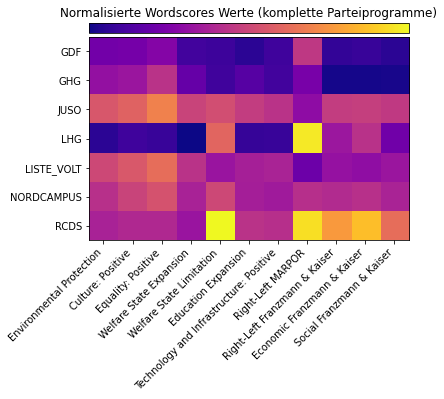 Normalisierte Wordscores Werte (komplette Parteiprogramme)
GDF
GHG
JUSO
LHG
LISTE_VOLT
NORDCAMPUS
RCDS
Environmental Protection
Culture: Positive
Equality: Positive
Welfare State Expansion
Welfare State Limitation
Education Expansion
Technology and Infrastructure: Positive
Right-Left MARPOR
Right-Left Franzmann & Kaiser
Economic Franzmann & Kaiser
Social Franzmann & Kaiser